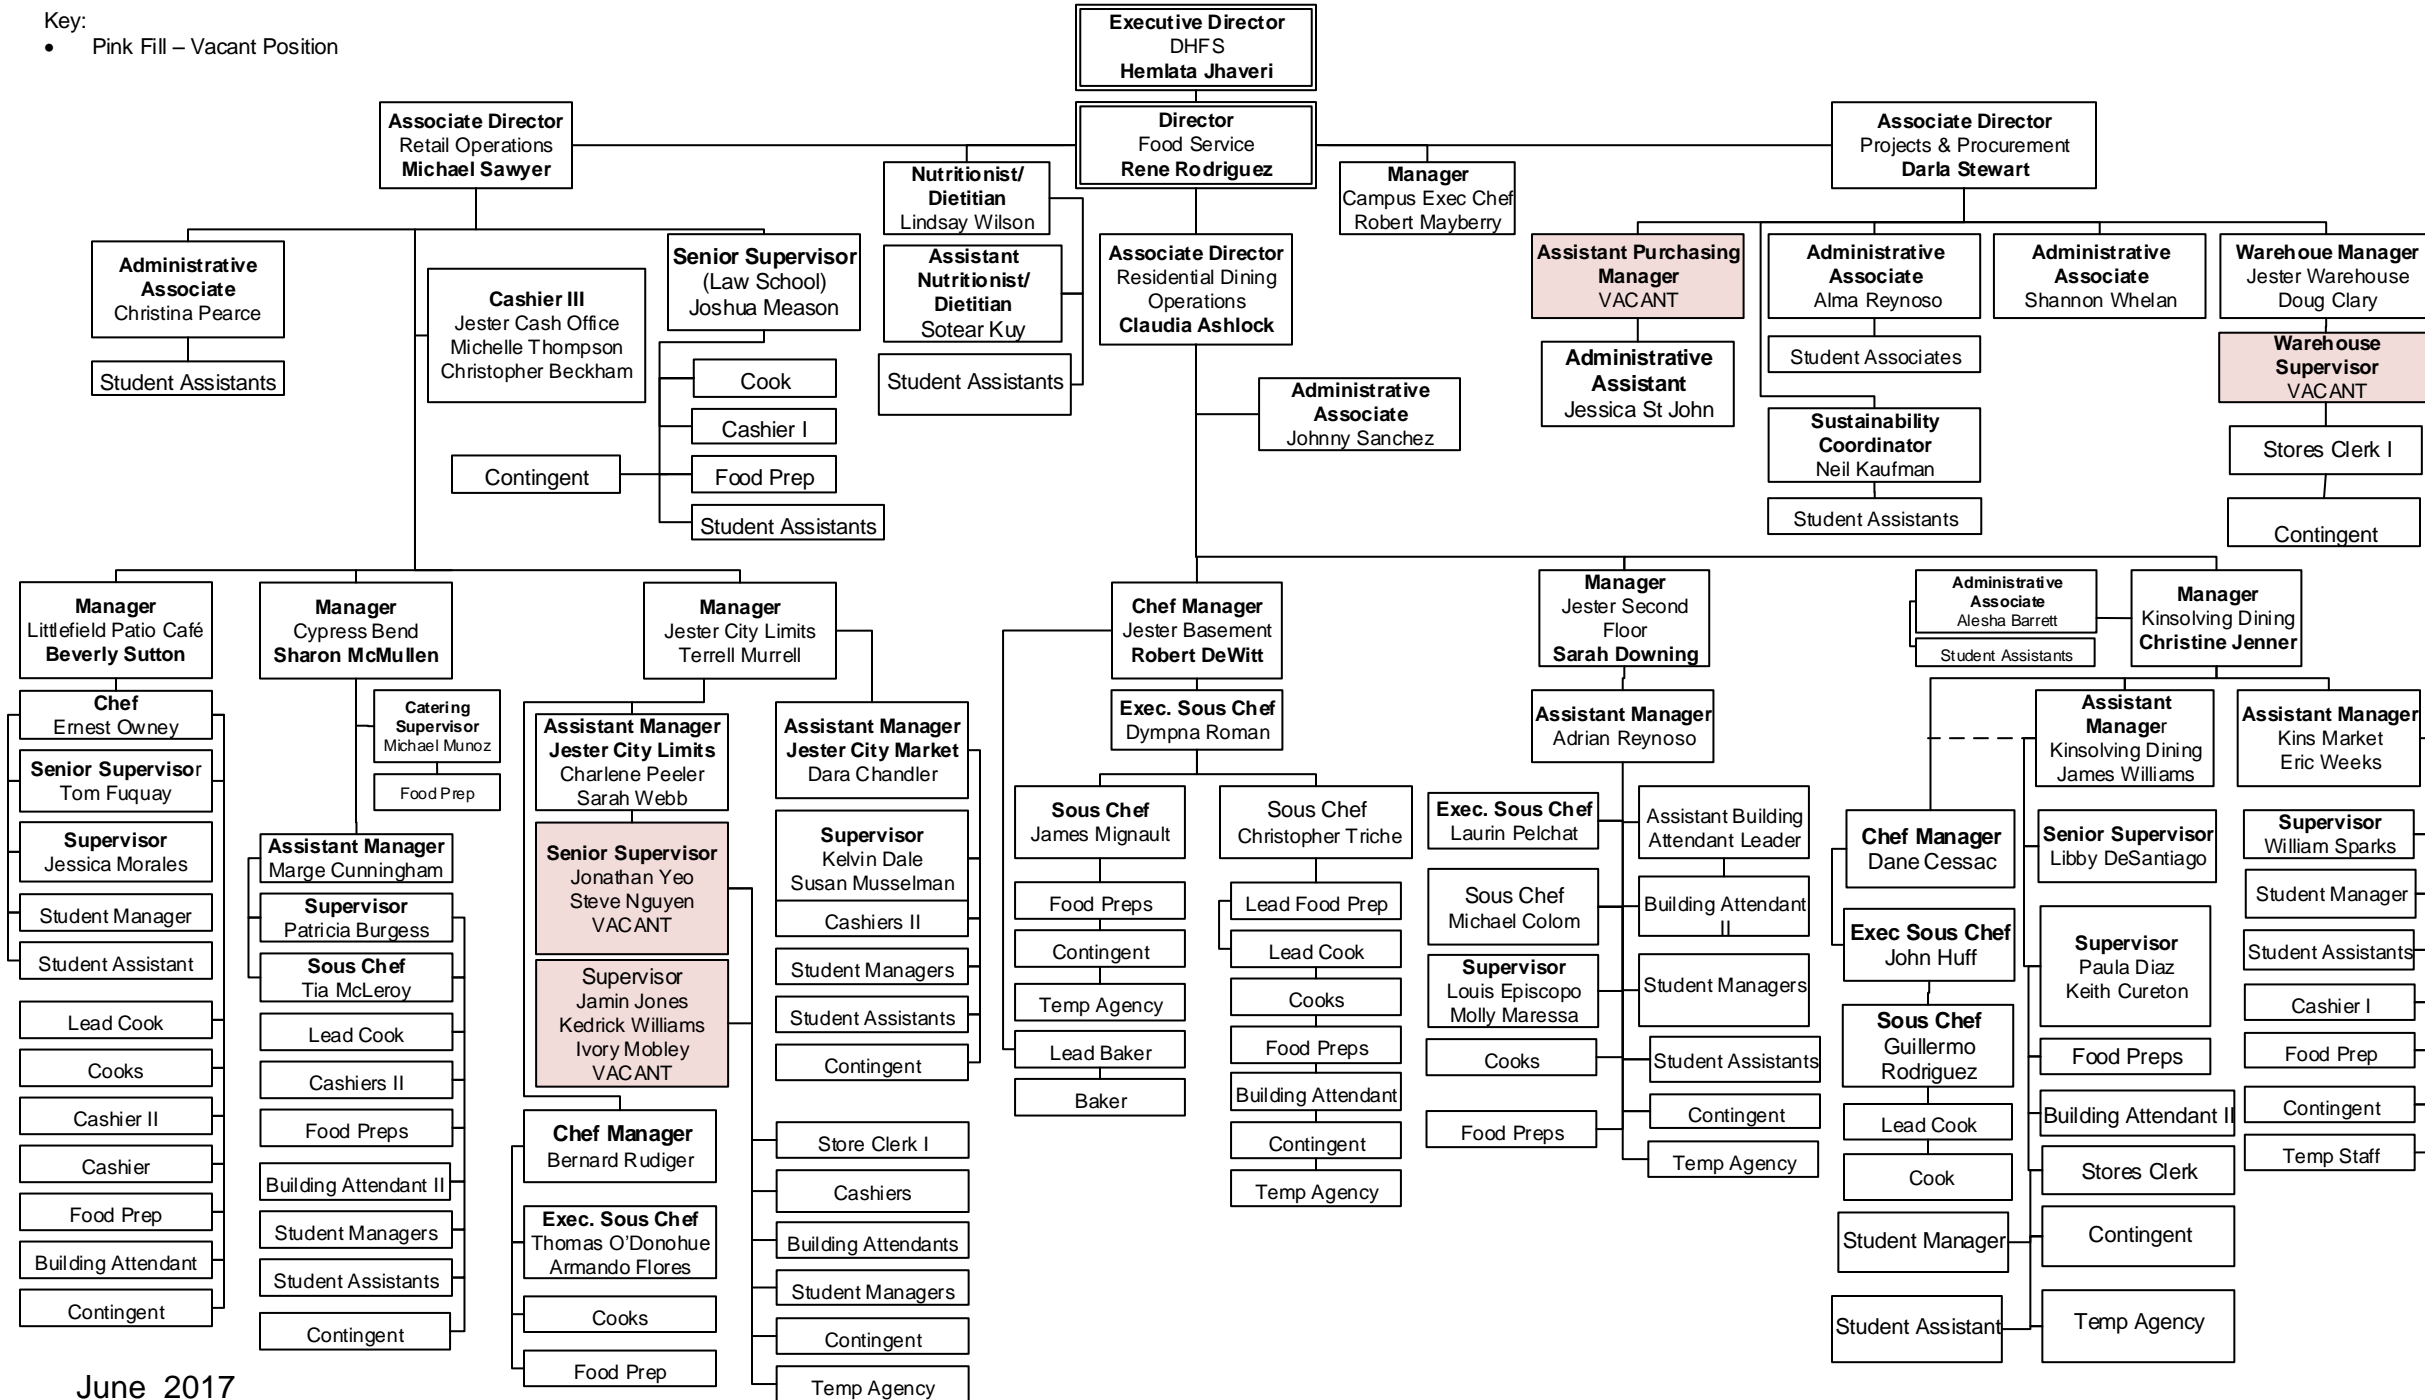 Key:
• Pink Fill – Vacant Position
Executive Director
DHFS
Hemlata Jhaveri
Associate Director
Retail Operations
Michael Sawyer
Director
Food Service
Rene Rodriguez
Associate Director
Projects & Procurement
Darla Stewart
Nutritionist/
Dietitian
Lindsay Wilson
Manager
Campus Exec Chef
Robert Mayberry
Administrative
Associate
Christina Pearce
Student Assistants
Cashier III
Jester Cash Office
Michelle Thompson
Christopher Beckham
Senior Supervisor
(Law School)
Joshua Meason
Cook
Cashier I
Contingent
Food Prep
Student Assistants
Assistant
Nutritionist/
Dietitian
Sotear Kuy
Student Assistants
Associate Director
Residential Dining
Operations
Claudia Ashlock
Administrative
Associate
Johnny Sanchez
Assistant Purchasing
Manager
VACANT
Administrative
Assistant
Jessica St John
Administrative
Associate
Alma Reynoso
Student Associates
Sustainability
Coordinator
Neil Kaufman
Student Assistants
Administrative
Associate
Shannon Whelan
Warehoue Manager
Jester Warehouse
Doug Clary
Warehouse
Supervisor
VACANT
Stores Clerk I
Contingent
Manager
Littlefield Patio Café
Beverly Sutton
Chef
Ernest Owney
Senior Supervisor
Tom Fuquay
Supervisor
Jessica Morales
Student Manager
Student Assistant
Lead Cook
Cooks
Cashier II
Cashier
Food Prep
Building Attendant
Contingent
Manager
Cypress Bend
Sharon McMullen
Catering
Supervisor
Michael Munoz
Food Prep
Assistant Manager
Marge Cunningham
Supervisor
Patricia Burgess
Sous Chef
Tia McLeroy
Lead Cook
Cashiers II
Food Preps
Building Attendant II
Student Managers
Student Assistants
Contingent
Manager
Jester City Limits
Terrell Murrell
Assistant Manager
Jester City Limits
Charlene Peeler
Sarah Webb
Senior Supervisor
Jonathan Yeo
Steve Nguyen
VACANT
Supervisor
Jamin Jones
Kedrick Williams
Ivory Mobley
VACANT
Chef Manager
Bernard Rudiger
Exec. Sous Chef
Thomas O’Donohue
Armando Flores
Cooks
Food Prep
Assistant Manager
Jester City Market
Dara Chandler
Supervisor
Kelvin Dale
Susan Musselman
Cashiers II
Student Managers
Student Assistants
Contingent
Store Clerk I
Cashiers
Building Attendants
Student Managers
Contingent
Temp Agency
Chef Manager
Jester Basement
Robert DeWitt
Exec. Sous Chef
Dympna Roman
Sous Chef
James Mignault
Food Preps
Contingent
Temp Agency
Lead Baker
Baker
Sous Chef
Christopher Triche
Lead Food Prep
Lead Cook
Cooks
Food Preps
Building Attendant
Contingent
Temp Agency
Manager
Jester Second
Floor
Sarah Downing
Assistant Manager
Adrian Reynoso
Exec. Sous Chef
Laurin Pelchat
Sous Chef
Michael Colom
Supervisor
Louis Episcopo
Molly Maressa
Cooks
Food Preps
Assistant Building
Attendant Leader
Building Attendant
II
Student Managers
Student Assistants
Contingent
Temp Agency
Administrative
Associate
Alesha Barrett
Student Assistants
Manager
Kinsolving Dining
Christine Jenner
Chef Manager
Dane Cessac
Exec Sous Chef
John Huff
Sous Chef
Guillermo
Rodriguez
Lead Cook
Cook
Student Manager
Student Assistant
Assistant
Manager
Kinsolving Dining
James Williams
Senior Supervisor
Libby DeSantiago
Supervisor
Paula Diaz
Keith Cureton
Food Preps
Building Attendant II
Stores Clerk
Contingent
Temp Agency
Assistant Manager
Kins Market
Eric Weeks
Supervisor
William Sparks
Student Manager
Student Assistants
Cashier I
Food Prep
Contingent
Temp Staff
June 2017